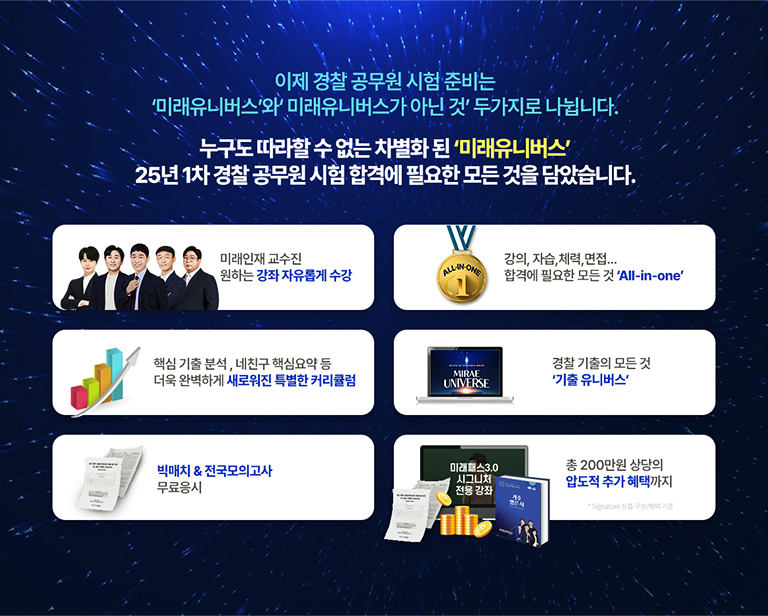 이제 경찰 공무원 시험 준비는
‘미래유니버스’와‘ 미래유니버스가 아닌 것’ 두가지로 나뉩니다.
누구도 따라할 수 없는 차별화 된 ‘미래유니버스’
25년 1차 경찰 공무원 시험 합격에 필요한 모든 것을 담았습니다.
미래인재 교수진
원하는 강좌 자유롭게 수강
ALL-IN-ONE
1
강의, 자습,체력,면접...
합격에 필요한 모든 것 ‘All-in-one’
핵심 기출 분석 , 네친구 핵심요약 등
더욱 완벽하게 새로워진 특별한 커리큘럼
MIRAE
UNIVERSE
경찰 기출의 모든 것
‘기출 유니버스’
빅매치 & 전국모의고사
무료응시
미래패스3.0
시그니처
전용 강좌
총 200만원 상당의
압도적 추가 혜택까지
* Signature 상품 구성/혜택 기준